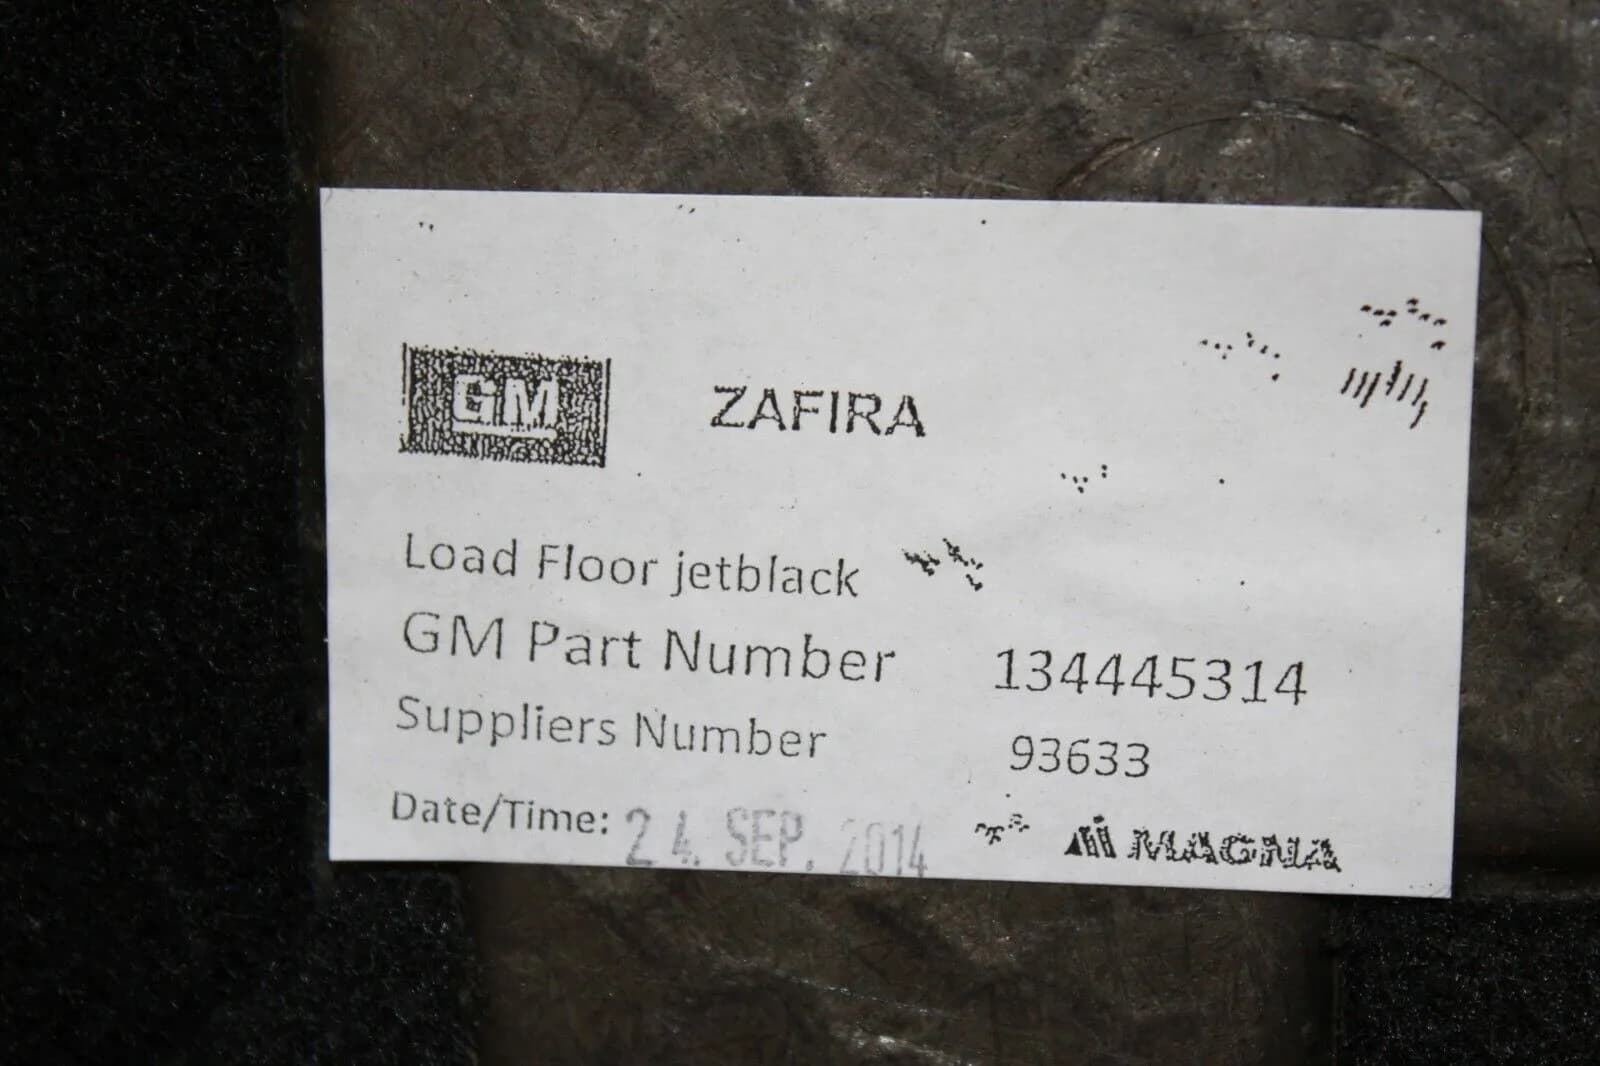 GM ZAFIRA
Load Floor jetblack
GM Part Number 134445314
Suppliers Number 93633
Date/Time: 24. SEP. 2014 MAGNA